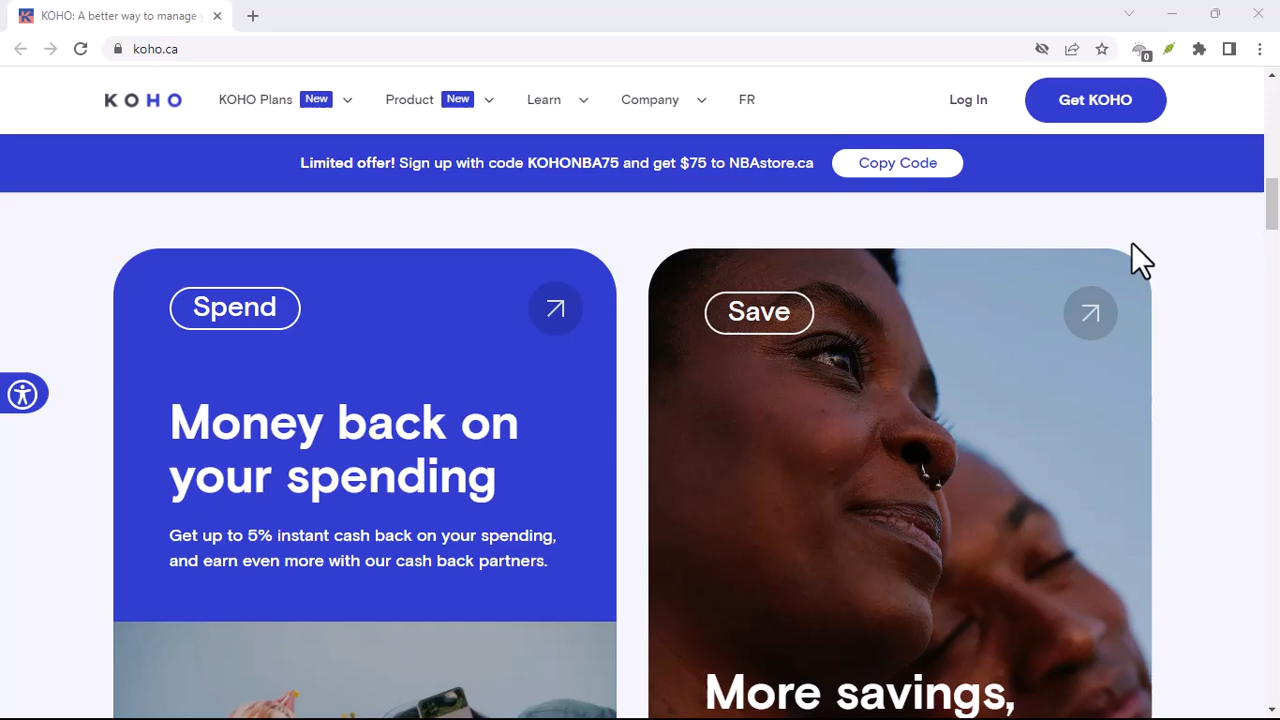 KOHO: A better way to manage
koho.ca
0
KOHO
KOHO Plans New
Product New
Learn
Company
FR
Log In
Get KOHO
Limited offer! Sign up with code KOHONBA75 and get $75 to NBAstore.ca
Copy Code
Spend
Money back on
your spending
Get up to 5% instant cash back on your spending,
and earn even more with our cash back partners.
Save
More savings,